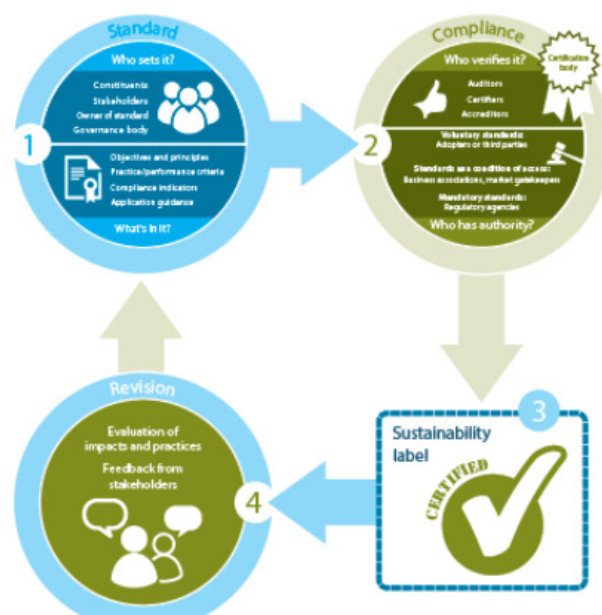 Standard
Who sets it?
Constituents
Stakeholders
Owner of standard
Governance body
1
Objectives and principles
Practice/performance criteria
Compliance indicators
Application guidance
What's in it?
Compliance
Who verifies it?
Certification
body
Auditors
Certifiers
Accreditors
2
Voluntary standards:
Adopters or third parties
Standards as a condition of access:
Business associations, market gatekeepers
Mandatory standards:
Regulatory agencies
Who has authority?
3
Sustainability
label
CERTIFIED
Revision
Evaluation of
impacts and practices
Feedback from
stakeholders
4